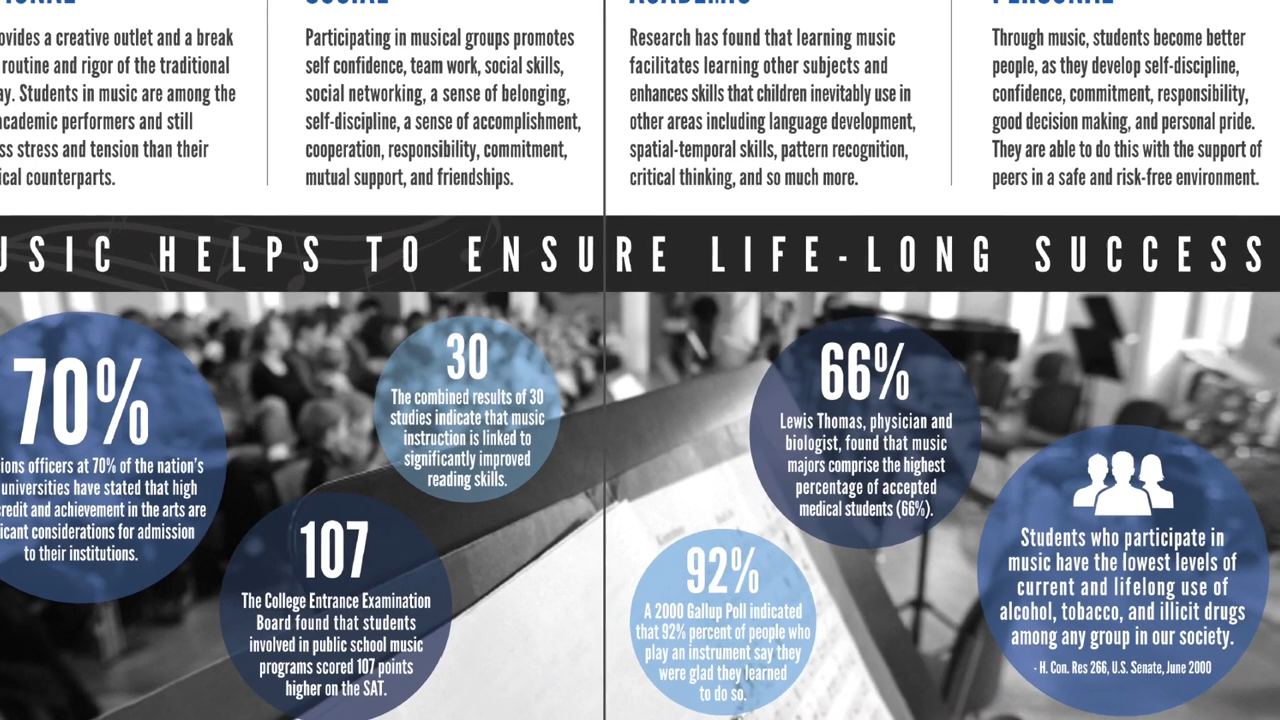 SOCIAL
ACADEMIC
PERSONAL
a creative outlet and a break
routine and rigor of the traditional
Students in music are among the
academic performers and still
stress and tension than their
counterparts.
Participating in musical groups promotes
self confidence, team work, social skills,
social networking, a sense of belonging,
self-discipline, a sense of accomplishment,
cooperation, responsibility, commitment,
mutual support, and friendships.
Research has found that learning music
facilitates learning other subjects and
enhances skills that children inevitably use in
other areas including language development,
spatial-temporal skills, pattern recognition,
critical thinking, and so much more.
Through music, students become better
people, as they develop self-discipline,
confidence, commitment, responsibility,
good decision making, and personal pride.
They are able to do this with the support of
peers in a safe and risk-free environment.
USIC HELPS TO ENSURE LIFE-LONG SUCCESS
70%
ions officers at 70% of the nation's
universities have stated that high
credit and achievement in the arts are
icant considerations for admission
to their institutions.
107
The College Entrance Examination
Board found that students
involved in public school music
programs scored 107 points
higher on the SAT.
30
The combined results of 30
studies indicate that music
instruction is linked to
significantly improved
reading skills.
92%
A 2000 Gallup Poll indicated
that 92% percent of people who
play an instrument say they
were glad they learned
to do so.
66%
Lewis Thomas, physician and
biologist, found that music
majors comprise the highest
percentage of accepted
medical students (66%).
Students who participate in
music have the lowest levels of
current and lifelong use of
alcohol, tobacco, and illicit drugs
among any group in our society.
- H. Con. Res 266, U.S. Senate, June 2000